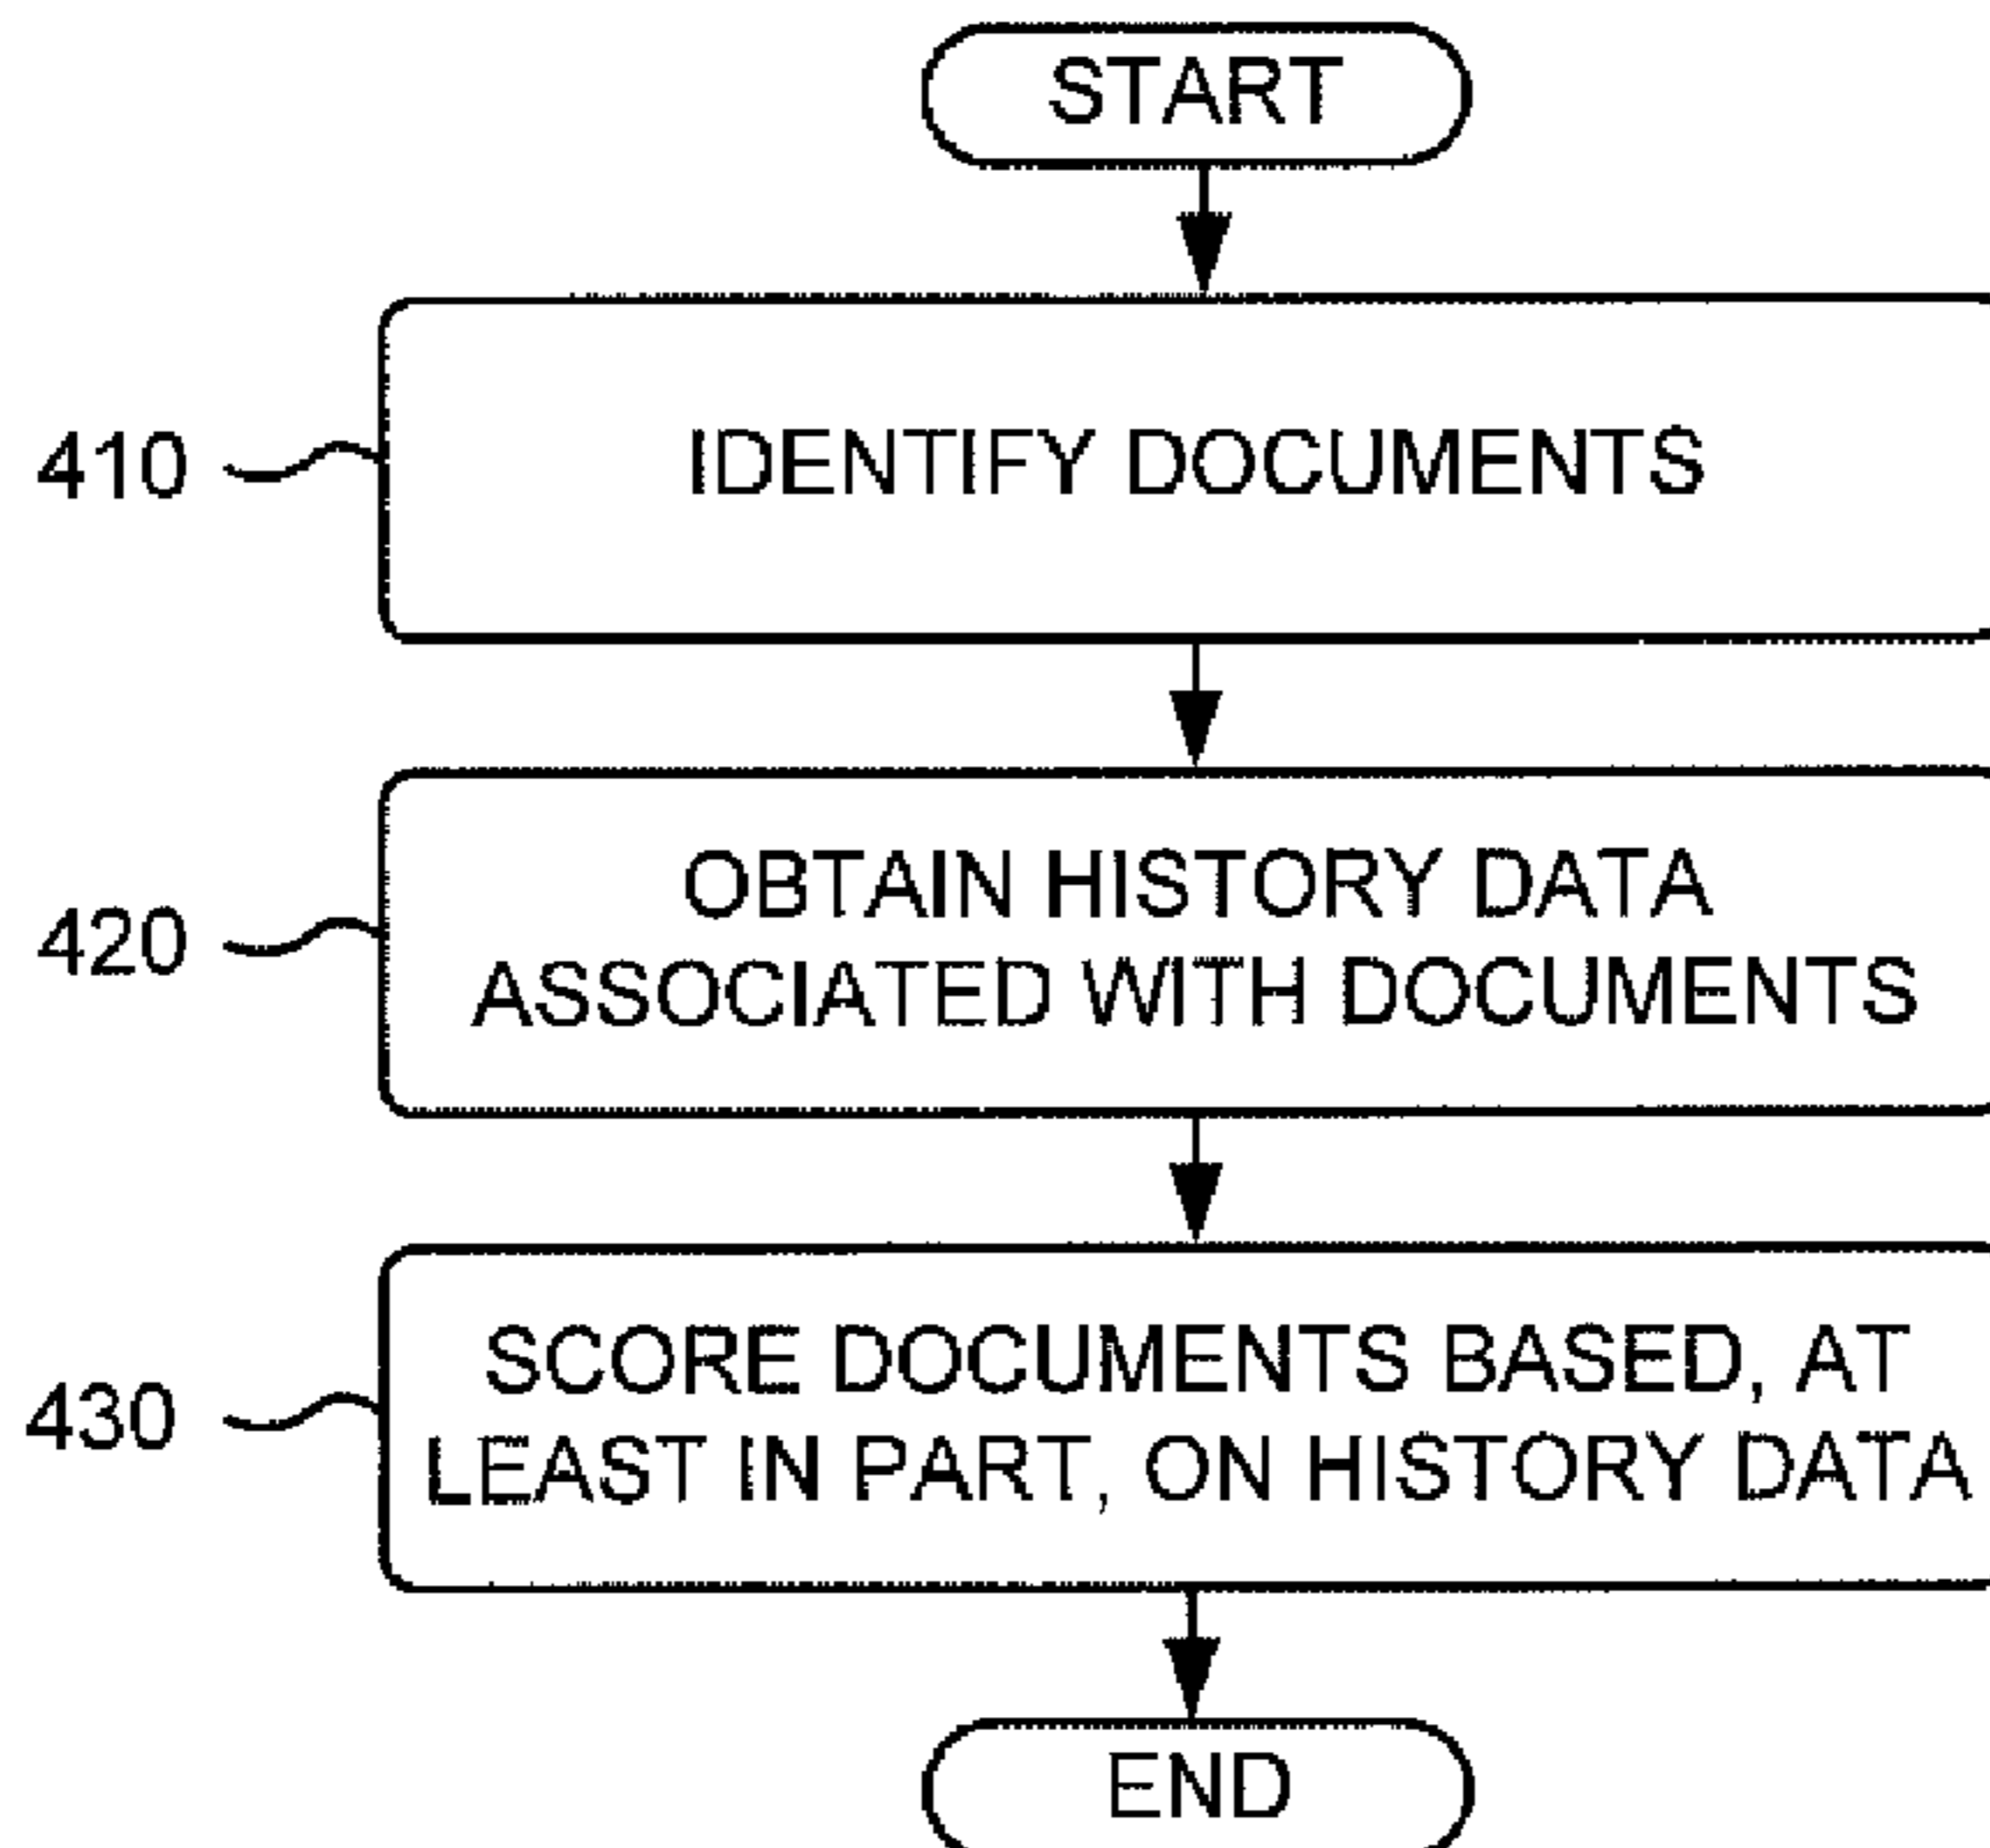 START
410
IDENTIFY DOCUMENTS
420
OBTAIN HISTORY DATA
ASSOCIATED WITH DOCUMENTS
430
SCORE DOCUMENTS BASED, AT
LEAST IN PART, ON HISTORY DATA
END